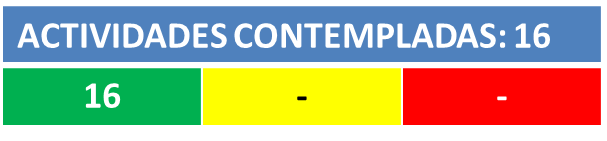 ACTIVIDADES CONTEMPLADAS: 16
16 - -